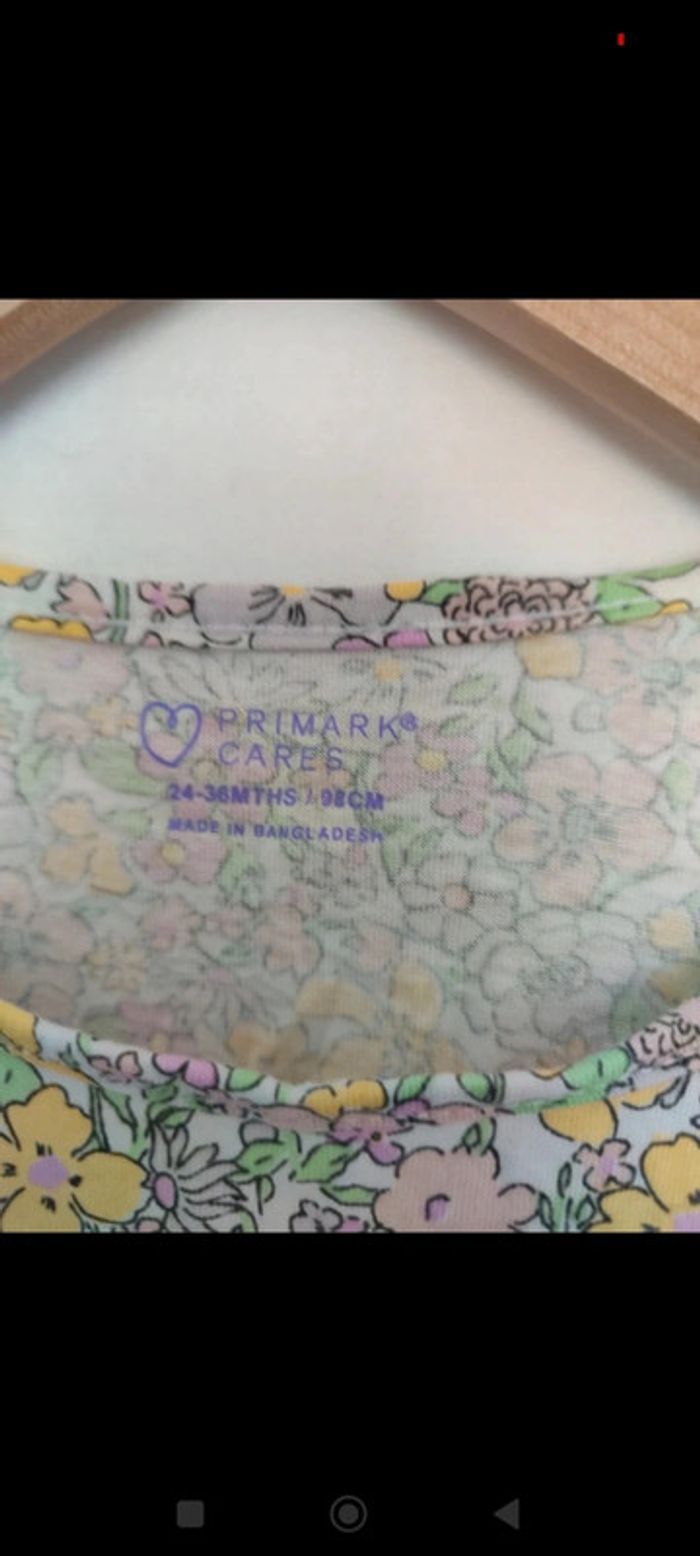 PRIMARK®
CARES
24-36MTHS / 98CM
MADE IN BANGLADESH